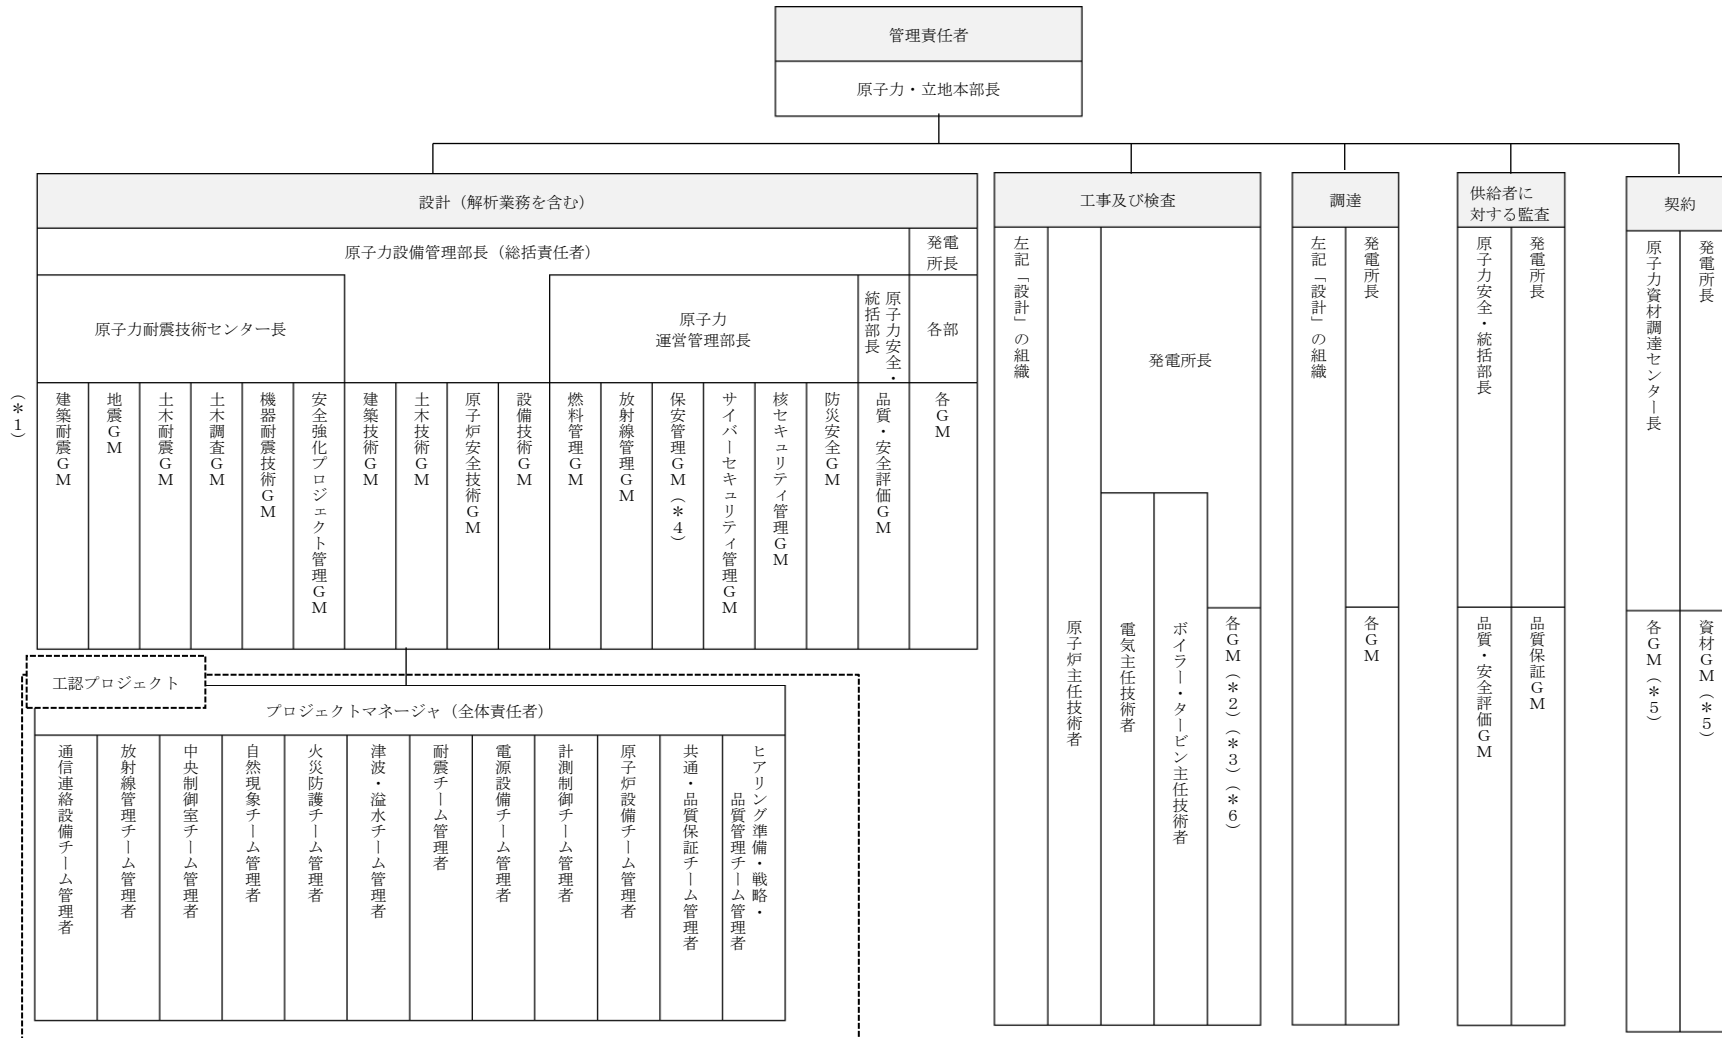 管理責任者
原子力・立地本部長
設計（解析業務を含む）
原子力設備管理部長（総括責任者）
発電
所長
原子力耐震技術センター長
原子力
運営管理部長
原子力安全・
統括部長
各部
（＊1）
建築耐震GM
地震GM
土木耐震GM
土木調査GM
機器耐震技術GM
安全強化プロジェクト管理GM
建築技術GM
土木技術GM
原子炉安全技術GM
設備技術GM
燃料管理GM
放射線管理GM
保安管理GM（＊4）
サイバーセキュリティ管理GM
核セキュリティ管理GM
防災安全GM
品質・安全評価GM
各GM
工認プロジェクト
プロジェクトマネージャ（全体責任者）
通信連絡設備チーム管理者
放射線管理チーム管理者
中央制御室チーム管理者
自然現象チーム管理者
火災防護チーム管理者
津波・溢水チーム管理者
耐震チーム管理者
電源設備チーム管理者
計測制御チーム管理者
原子炉設備チーム管理者
共通・品質保証チーム管理者
ヒアリング準備・戦略・
品質管理チーム管理者
工事及び検査
左記「設計」の組織
原子炉主任技術者
発電所長
電気主任技術者
ボイラー・タービン主任技術者
各GM（＊2）（＊3）（＊6）
調達
左記「設計」の組織
発電所長
各GM
供給者に
対する監査
原子力安全・統括部長
発電所長
品質・安全評価GM
品質保証GM
契約
原子力資材調達センター長
発電所長
各GM（＊5）
資材GM（＊5）